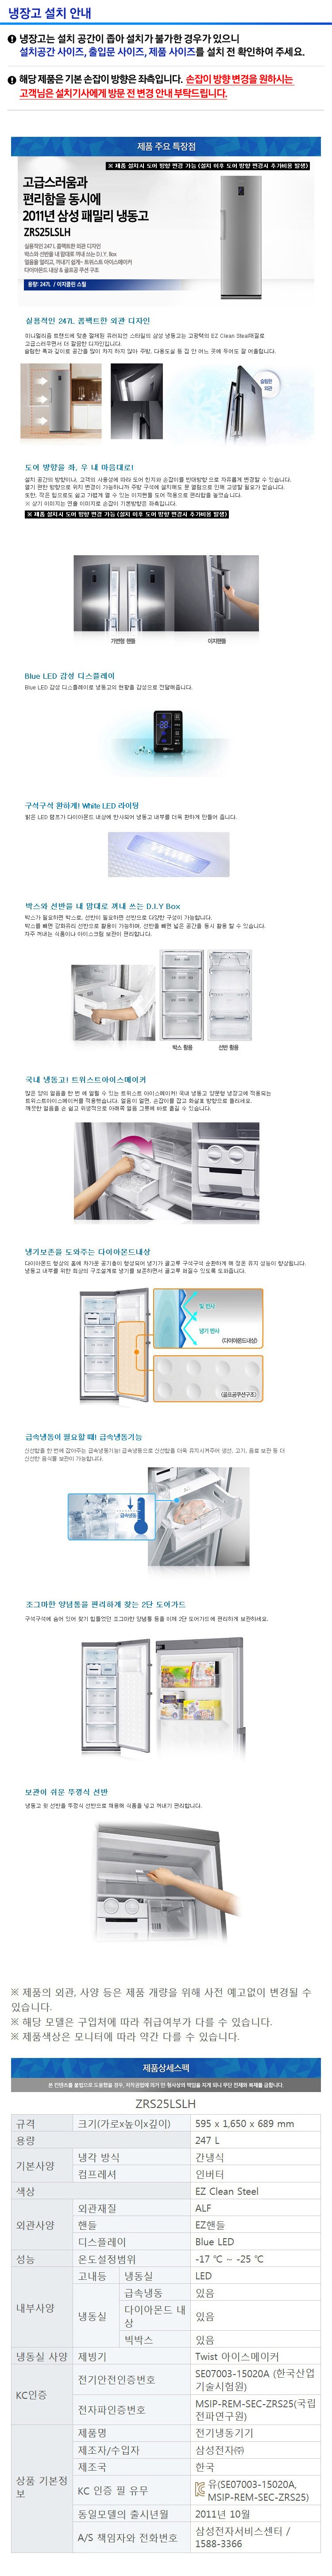 냉장고 설치 안내
냉장고는 설치 공간이 좁아 설치가 불가한 경우가 있으니
설치공간 사이즈, 출입문 사이즈, 제품 사이즈를 설치 전 확인하여 주세요.
해당 제품은 기본 손잡이 방향은 좌측입니다. 손잡이 방향 변경을 원하시는
고객님은 설치기사에게 방문 전 변경 안내 부탁드립니다.
제품 주요 특장점
※ 제품 설치시 도어 방향 변경 가능 (설치 이후 도어 방향 변경시 추가비용 발생)
고급스러움과
편리함을 동시에
2011년 삼성 패밀리 냉동고
ZRS25LSLH
실용적인 247L 콤팩트한 외관 디자인
박스와 선반을 내 맘대로 꺼내 쓰는 D.I.Y. Box
얼음을 얼리고, 꺼내기 쉽게~ 트위스트 아이스메이커
다이아몬드 내상 & 골프공 쿠션 구조
용량: 247L / 이지클린 스틸
실용적인 247L 콤팩트한 외관 디자인
미니멀리즘 트렌드에 맞춘 절제된 유러피언 스타일의 삼성 냉동고는 고광택의 EZ Clean Steel재질로
고급스러우면서 더 깔끔한 디자인입니다.
슬림한 폭과 깊이로 공간을 많이 차지 하지 않아 주방, 다용도실 등 집 안 어느 곳에 두어도 잘 어울립니다.
슬림한
외관
도어 방향을 좌, 우 내 마음대로!
설치 공간의 방향이나, 고객의 사용성에 따라 도어 힌지와 손잡이를 반대방향 으로 자유롭게 변경할 수 있습니다.
열기 편한 방향으로 위치 변경이 가능하니까 주방 구석에 설치해도 문 열림으로 인해 고생할 필요가 없습니다.
또한, 적은 힘으로도 쉽고 가볍게 열 수 있는 이지핸들 도어 적용으로 편리함을 높였습니다.
※ 상기 이미지는 연출 이미지로 손잡이 기본방향은 좌측입니다.
※ 제품 설치시 도어 방향 변경 가능 (설치 이후 도어 방향 변경시 추가비용 발생)
가변형 핸들
이지핸들
Blue LED 감성 디스플레이
Blue LED 감성 디스플레이로 냉동고의 현황을 감성으로 전달해줍니다.
구석구석 환하게! White LED 라이팅
밝은 LED 램프가 다이아몬드 내상에 반사되어 냉동고 내부를 더욱 환하게 만들어 줍니다.
박스와 선반을 내 맘대로 꺼내 쓰는 D.I.Y Box
박스가 필요하면 박스로, 선반이 필요하면 선반으로 다양한 구성이 가능합니다.
박스를 빼면 강화유리 선반으로 활용이 가능하며, 선반을 빼면 넓은 공간을 동시 활용 할 수 있습니다.
자주 꺼내는 식품이나 아이스크림 보관이 편리합니다.
박스 활용
선반 활용
국내 냉동고! 트위스트아이스메이커
많은 양의 얼음을 한 번 에 얼릴 수 있는 트위스트 아이스메이커! 국내 냉동고 양문형 냉장고에 적용되는
트위스트아이스메이커를 적용했습니다. 얼음이 얼면, 손잡이를 잡고 화살표 방향으로 돌리세요.
깨끗한 얼음을 손 쉽고 위생적으로 아래쪽 얼음 그릇에 바로 옮길 수 있습니다.
냉기보존을 도와주는 다이아몬드내상
다이아몬드 형상의 홈에 차가운 공기층이 형성되어 냉기가 골고루 구석구석 순환하게 해 정온 유지 성능이 향상됩니다.
냉동고 내부를 위한 최상의 구조설계로 냉기를 보존하면서 골고루 퍼질수 있도록 도와줍니다.
빛 반사
냉기 반사
(다이아몬드내상)
(골프공쿠션구조)
급속냉동이 필요할 때! 급속냉동기능
신선함을 한 번에 잡아주는 급속냉동기능! 급속냉동으로 신선함을 더욱 유지시켜주어 생선, 고기, 음료 보관 등 더
신선한 음식물 보관이 가능합니다.
급속냉동
조그마한 양념통을 편리하게 찾는 2단 도어가드
구석구석에 숨어 있어 찾기 힘들었던 조그마한 양념통 등을 이제 2단 도어가드에 편리하게 보관하세요.
보관이 쉬운 뚜껑식 선반
냉동고 윗 선반을 뚜껑식 선반으로 채용해 식품을 넣고 꺼내기 편리합니다.
※ 제품의 외관, 사양 등은 제품 개량을 위해 사전 예고없이 변경될 수
있습니다.
※ 해당 모델은 구입처에 따라 취급여부가 다를 수 있습니다.
※ 제품색상은 모니터에 따라 약간 다를 수 있습니다.
제품상세스펙
본 컨텐츠를 불법으로 도용했을 경우, 저작권법에 의거 민·형사상의 책임을 지게 되니 무단 전재와 복제를 금합니다.
ZRS25LSLH
규격 크기(가로x높이x깊이) 595 x 1,650 x 689 mm
용량 247 L
기본사양 냉각 방식 간냉식
컴프레셔 인버터
색상 EZ Clean Steel
외관사양 외관재질 ALF
핸들 EZ핸들
디스플레이 Blue LED
성능 온도설정범위 -17 ℃ ~ -25 ℃
내부사양 고내등 냉동실 LED
냉동실 급속냉동 있음
다이아몬드 내상 있음
빅박스 있음
냉동실 사양 제빙기 Twist 아이스메이커
KC인증 전기안전인증번호 SE07003-15020A (한국산업기술시험원)
전자파인증번호 MSIP-REM-SEC-ZRS25(국립전파연구원)
상품 기본정보 제품명 전기냉동기기
제조자/수입자 삼성전자㈜
제조국 한국
KC 인증 필 유무 유(SE07003-15020A, MSIP-REM-SEC-ZRS25)
동일모델의 출시년월 2011년 10월
A/S 책임자와 전화번호 삼성전자서비스센터 / 1588-3366